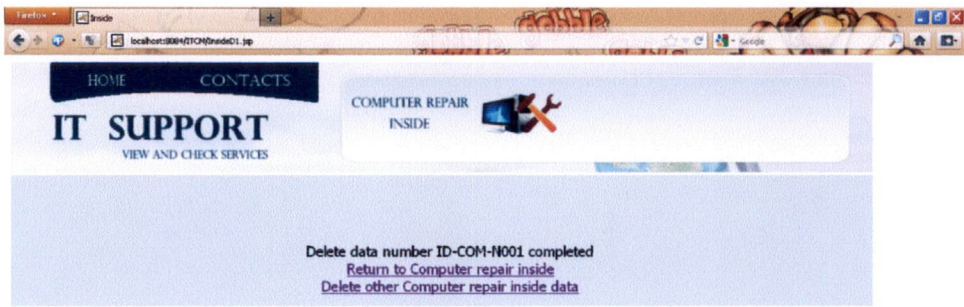 Firefox
Inside
localhost:8084/ITCM/InsideD1.jsp
Google
HOME CONTACTS
IT SUPPORT
VIEW AND CHECK SERVICES
COMPUTER REPAIR
INSIDE
Delete data number ID-COM-N001 completed
Return to Computer repair inside
Delete other Computer repair inside data